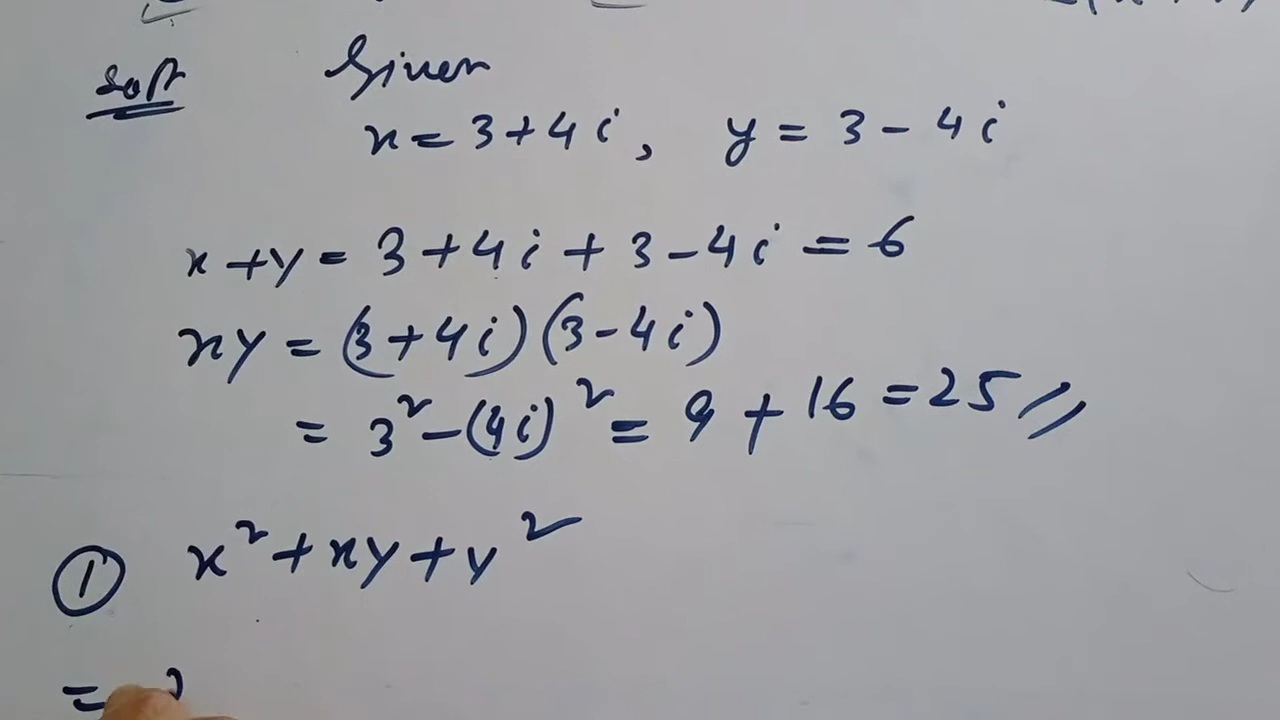 Soln Given
x = 3 + 4i, y = 3 - 4i
x + y = 3 + 4i + 3 - 4i = 6
xy = (3 + 4i)(3 - 4i)
= 3² - (4i)² = 9 + 16 = 25 //
① x² + xy + y²
=